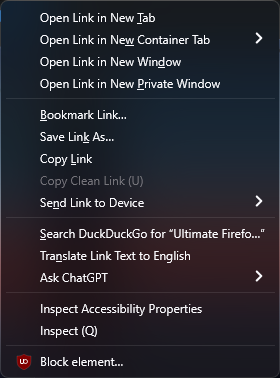 Open Link in New Tab
Open Link in New Container Tab
Open Link in New Window
Open Link in New Private Window
Bookmark Link...
Save Link As...
Copy Link
Copy Clean Link (U)
Send Link to Device
Search DuckDuckGo for “Ultimate Firefo...”
Translate Link Text to English
Ask ChatGPT
Inspect Accessibility Properties
Inspect (Q)
Block element...